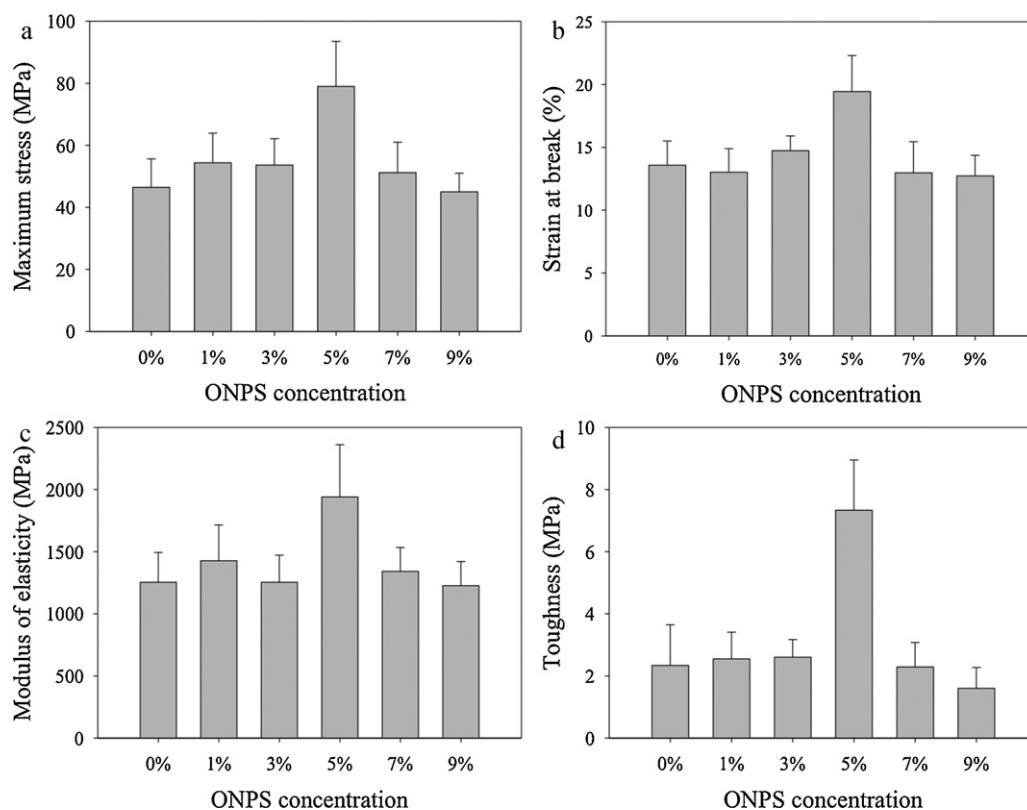 a
Maximum stress (MPa)
100
80
60
40
20
0
0% 1% 3% 5% 7% 9%
ONPS concentration
b
Strain at break (%)
25
20
15
10
5
0
0% 1% 3% 5% 7% 9%
ONPS concentration
c
Modulus of elasticity (MPa)
2500
2000
1500
1000
500
0
0% 1% 3% 5% 7% 9%
ONPS concentration
d
Toughness (MPa)
10
8
6
4
2
0
0% 1% 3% 5% 7% 9%
ONPS concentration